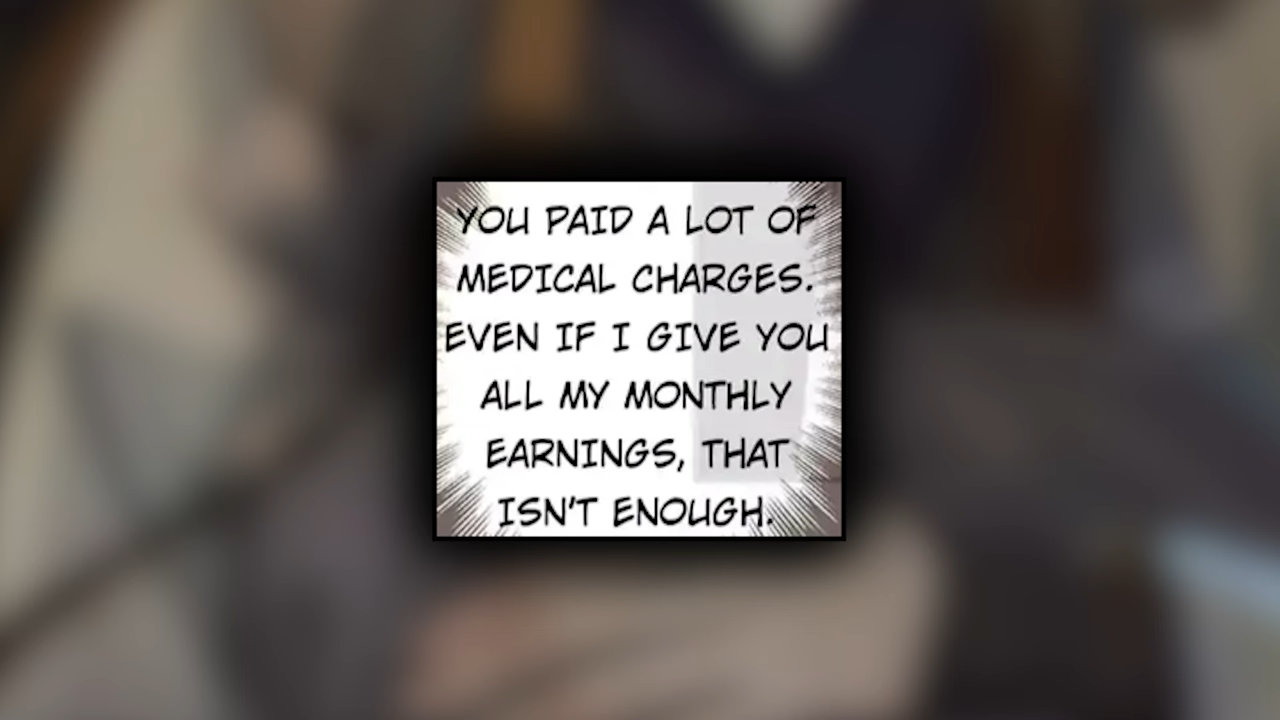 YOU PAID A LOT OF
MEDICAL CHARGES.
EVEN IF I GIVE YOU
ALL MY MONTHLY
EARNINGS, THAT
ISN'T ENOUGH.